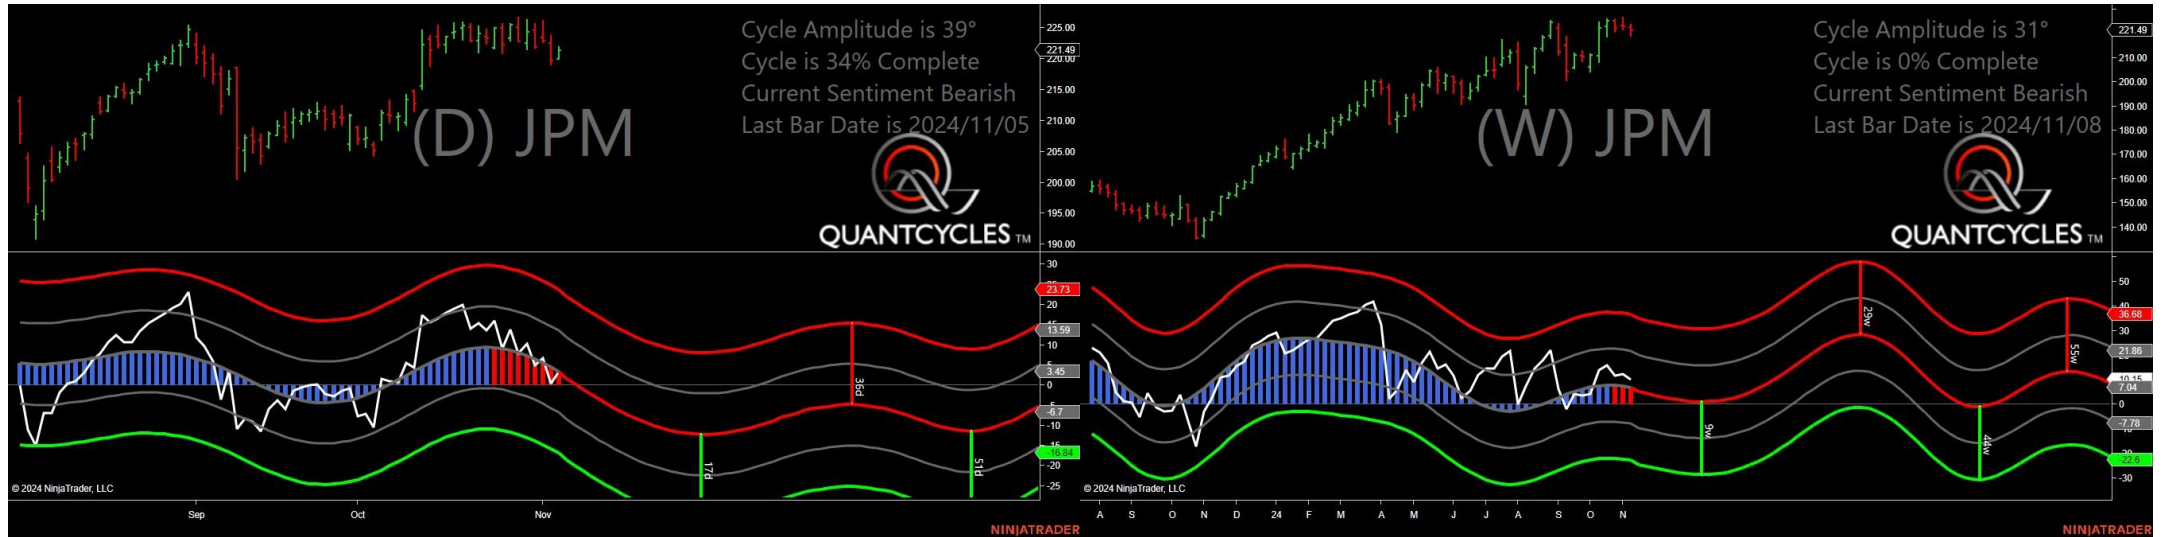 Cycle Amplitude is 39°
Cycle is 34% Complete
Current Sentiment Bearish
Last Bar Date is 2024/11/05
(D) JPM
QUANTCYCLES TM
225.00
221.49
220.00
215.00
210.00
205.00
200.00
195.00
190.00
30
23.73
20
13.59
10
5
3.45
0
-6.7
-10
-15
-16.84
-20
-25
36d
17d
51d
© 2024 NinjaTrader, LLC
Sep Oct Nov
NINJATRADER
Cycle Amplitude is 31°
Cycle is 0% Complete
Current Sentiment Bearish
Last Bar Date is 2024/11/08
(W) JPM
QUANTCYCLES TM
221.49
210.00
200.00
190.00
180.00
170.00
160.00
150.00
140.00
50
40
36.68
30
21.86
10.15
7.04
0
-7.78
-22.6
-30
29w
55w
9w
44w
© 2024 NinjaTrader, LLC
A S O N D 24 F M A M J J A S O N
NINJATRADER